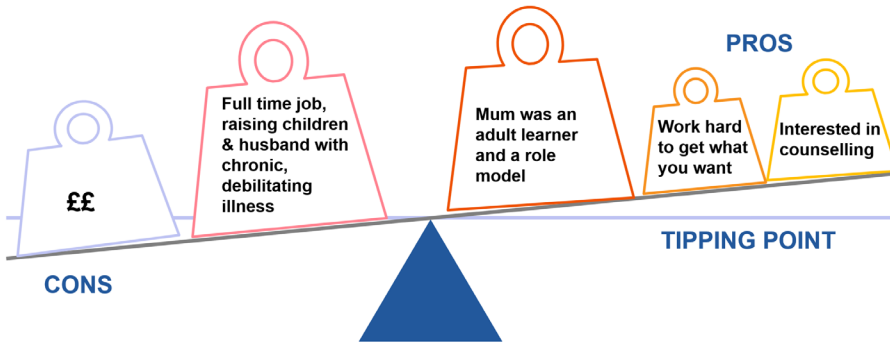 PROS
££
Full time job,
raising children
& husband with
chronic,
debilitating
illness
Mum was an
adult learner
and a role
model
Work hard
to get what
you want
Interested in
counselling
CONS
TIPPING POINT